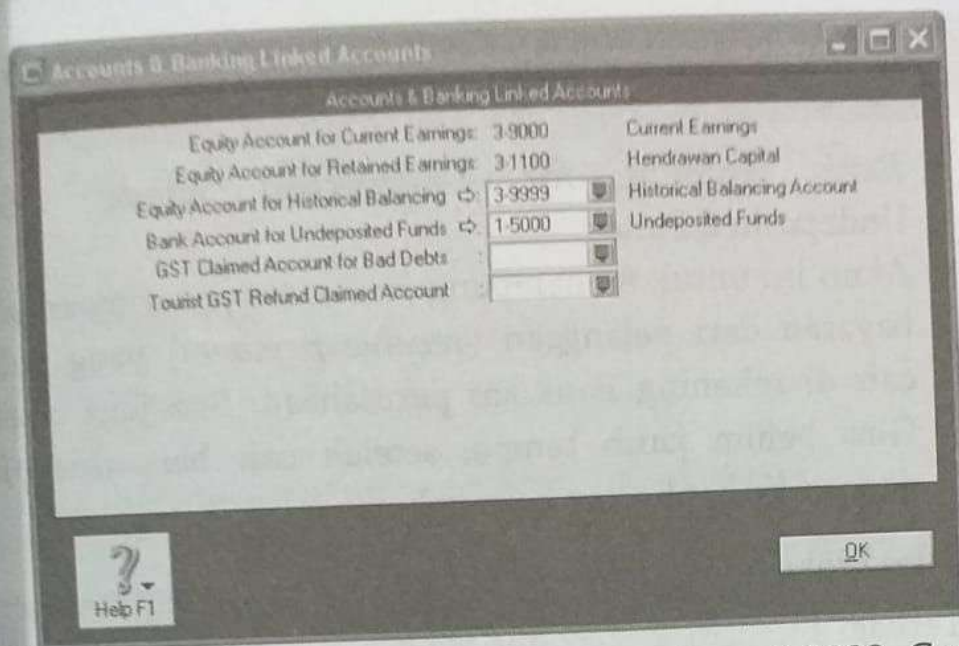 Accounts & Banking Linked Accounts
Accounts & Banking Linked Accounts
Equity Account for Current Earnings: 3-9000 Current Earnings
Equity Account for Retained Earnings: 3-1100 Hendrawan Capital
Equity Account for Historical Balancing ⇨: 3-9999 Historical Balancing Account
Bank Account for Undeposited Funds ⇨: 1-5000 Undeposited Funds
GST Claimed Account for Bad Debts :
Tourist GST Refund Claimed Account :
Help F1
OK